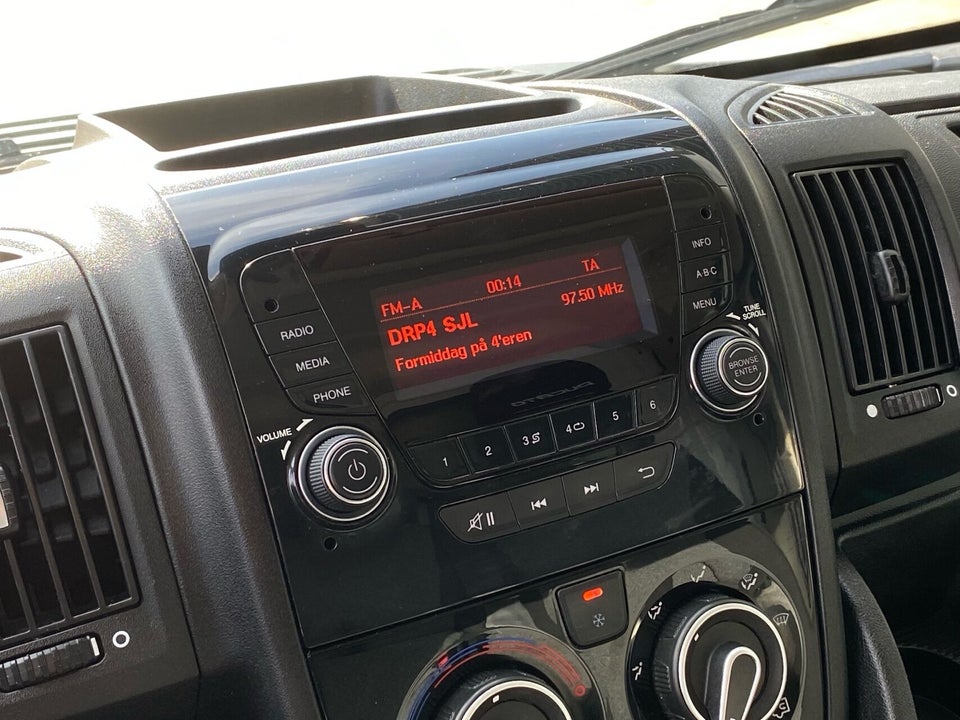 FM-A 00:14 TA
DRP4 SJL 97.50 MHz
Formiddag på 4'eren
RADIO
MEDIA
PHONE
INFO
A·B·C
MENU
TUNE
SCROLL
BROWSE
ENTER
VOLUME
DUCATO
1 2 3 4 5 6